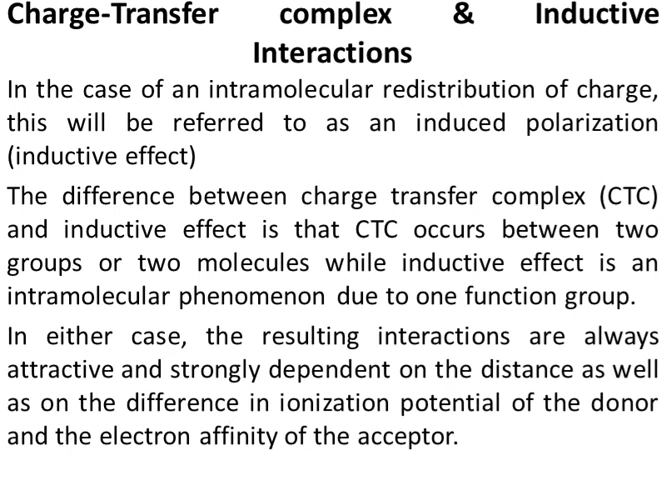 Charge-Transfer complex & Inductive
Interactions
In the case of an intramolecular redistribution of charge,
this will be referred to as an induced polarization
(inductive effect)
The difference between charge transfer complex (CTC)
and inductive effect is that CTC occurs between two
groups or two molecules while inductive effect is an
intramolecular phenomenon due to one function group.
In either case, the resulting interactions are always
attractive and strongly dependent on the distance as well
as on the difference in ionization potential of the donor
and the electron affinity of the acceptor.